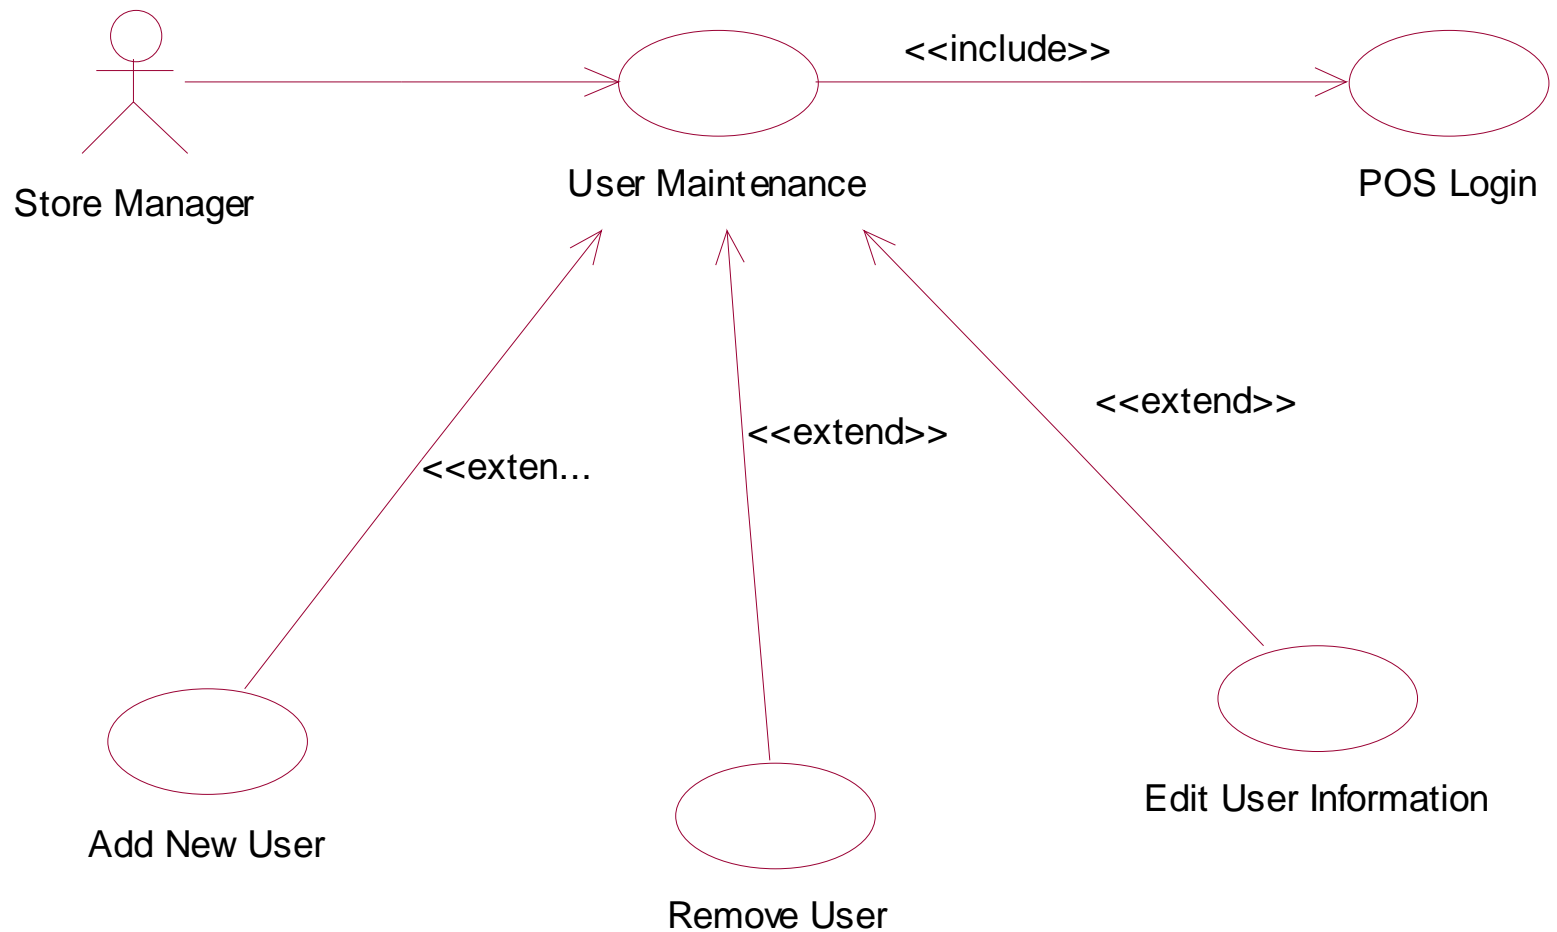 <<include>>
User Maintenance
POS Login
Store Manager
<<extend>>
<<extend>>
<<exten...
Edit User Information
Add New User
Remove User